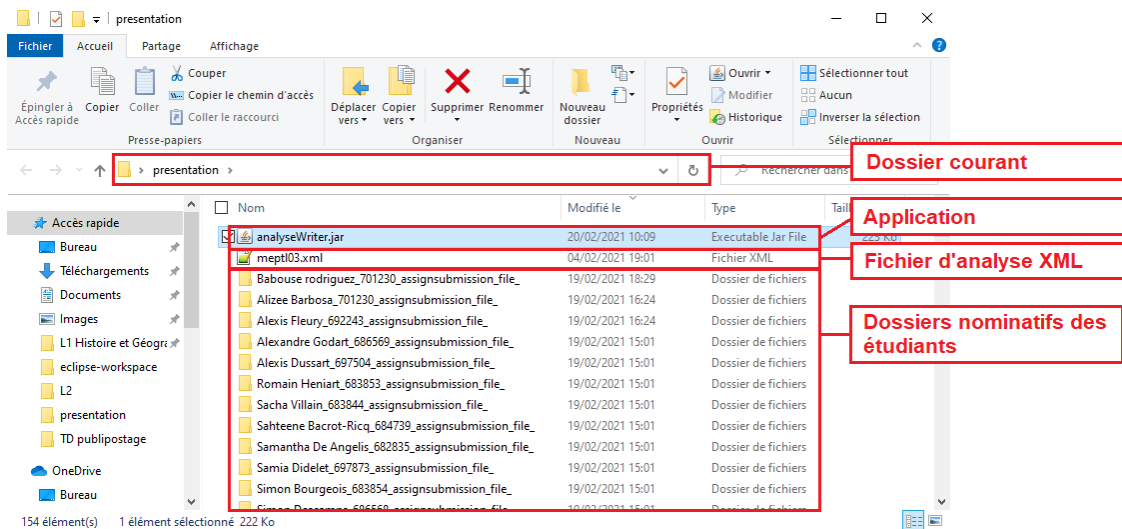 presentation
Fichier Accueil Partage Affichage
Épingler à Accès rapide
Copier
Coller
Couper
Copier le chemin d'accès
Coller le raccourci
Déplacer vers
Copier vers
Supprimer
Renommer
Nouveau dossier
Propriétés
Ouvrir
Modifier
Historique
Sélectionner tout
Aucun
Inverser la sélection
Presse-papiers Organiser Nouveau Ouvrir Sélectionner
presentation
Rechercher dans
Dossier courant
Accès rapide
Bureau
Téléchargements
Documents
Images
L1 Histoire et Géogra
eclipse-workspace
L2
presentation
TD publipostage
OneDrive
Bureau
Nom Modifié le Type Tail
analyseWriter.jar 20/02/2021 10:09 Executable Jar File 225 Ko
meptl03.xml 04/02/2021 19:01 Fichier XML
Babouse rodriguez_701230_assignsubmission_file_ 19/02/2021 18:29 Dossier de fichiers
Alizee Barbosa_701230_assignsubmission_file_ 19/02/2021 16:24 Dossier de fichiers
Alexis Fleury_692243_assignsubmission_file_ 19/02/2021 16:24 Dossier de fichiers
Alexandre Godart_686569_assignsubmission_file_ 19/02/2021 15:01 Dossier de fichiers
Alexis Dussart_697504_assignsubmission_file_ 19/02/2021 15:01 Dossier de fichiers
Romain Heniart_683853_assignsubmission_file_ 19/02/2021 15:01 Dossier de fichiers
Sacha Villain_683844_assignsubmission_file_ 19/02/2021 15:01 Dossier de fichiers
Sahteene Bacrot-Ricq_684739_assignsubmission_file_ 19/02/2021 15:01 Dossier de fichiers
Samantha De Angelis_682835_assignsubmission_file_ 19/02/2021 15:01 Dossier de fichiers
Samia Didelet_697873_assignsubmission_file_ 19/02/2021 15:01 Dossier de fichiers
Simon Bourgeois_683854_assignsubmission_file_ 19/02/2021 15:01 Dossier de fichiers
Application
Fichier d'analyse XML
Dossiers nominatifs des
étudiants
154 élément(s) 1 élément sélectionné 222 Ko